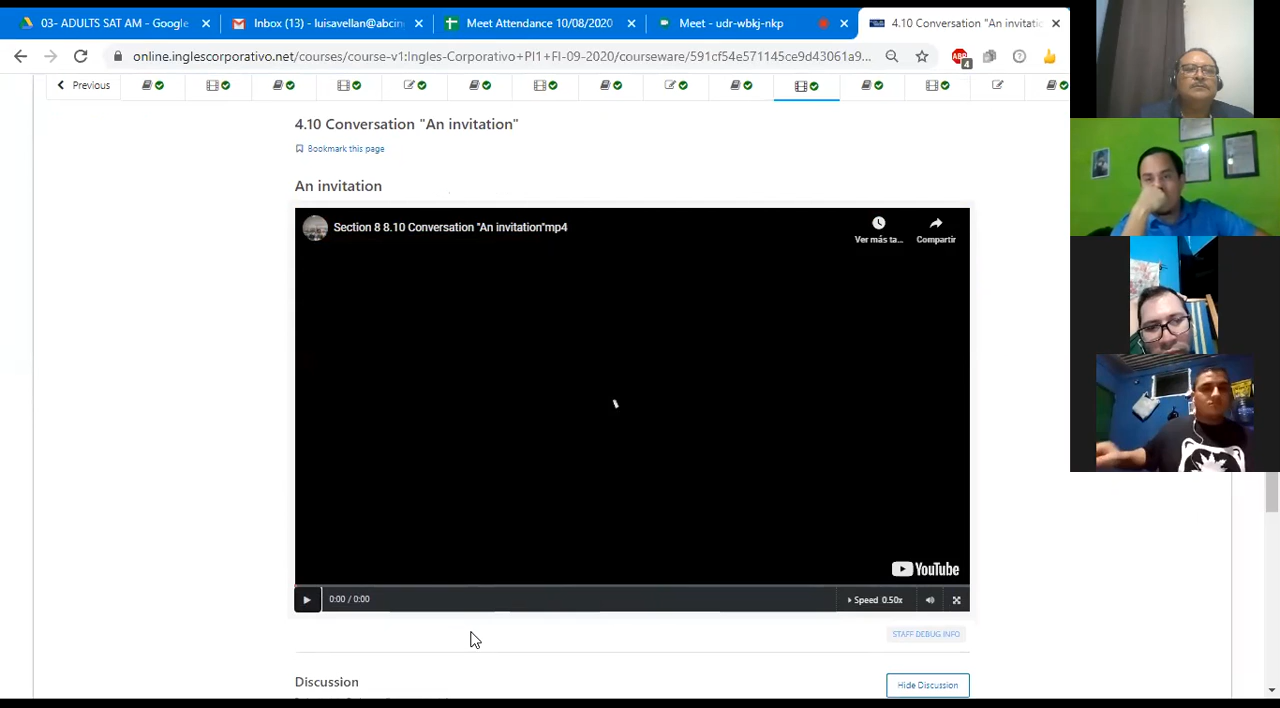 03- ADULTS SAT AM - Google
Inbox (13) - luisavellan@abcin
Meet Attendance 10/08/2020
Meet - udr-wbkj-nkp
4.10 Conversation "An invitatio
online.inglescorporativo.net/courses/course-v1:Ingles-Corporativo+PI1+FI-09-2020/courseware/591cf54e571145ce9d43061a9...
ABP
4
Previous
4.10 Conversation "An invitation"
Bookmark this page
An invitation
Section 8 8.10 Conversation "An invitation"mp4
Ver más ta...
Compartir
YouTube
0:00 / 0:00
Speed 0.50x
STAFF DEBUG INFO
Discussion
Hide Discussion